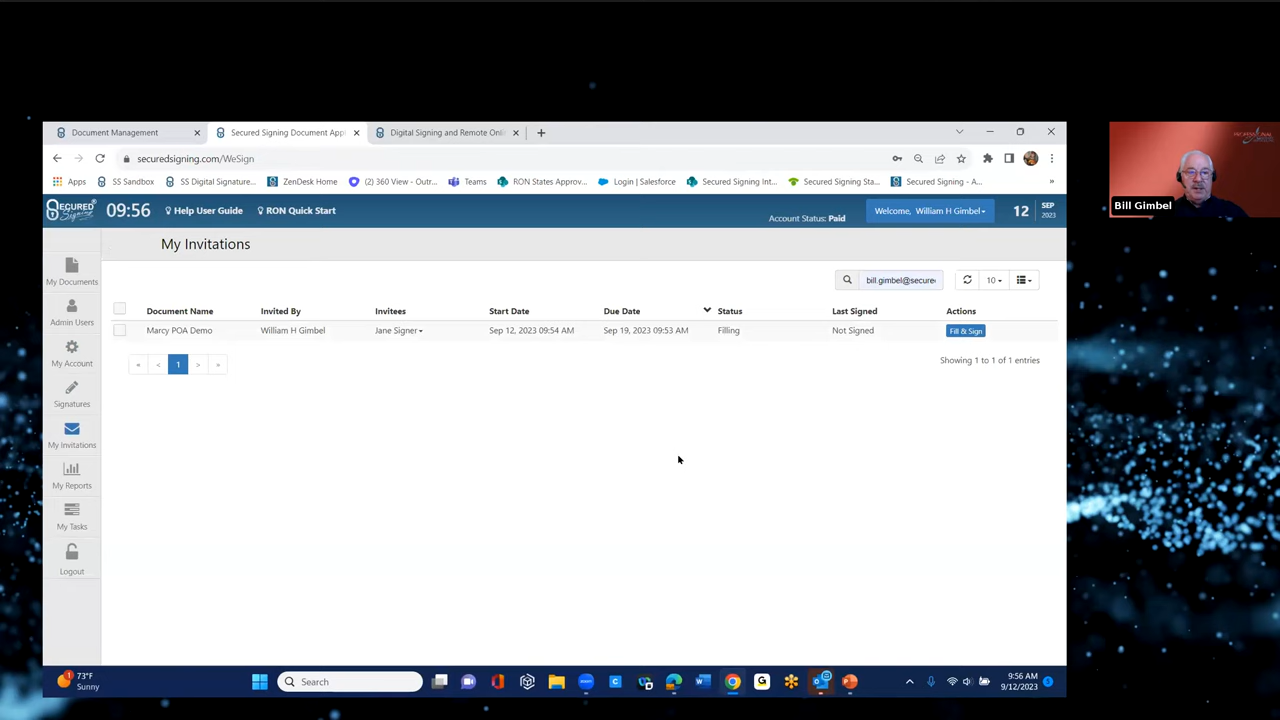 Document Management
Secured Signing Document Appl
Digital Signing and Remote Onli
securedsigning.com/WeSign
Apps
SS Sandbox
SS Digital Signature...
ZenDesk Home
(2) 360 View - Outr...
Teams
RON States Approv...
Login | Salesforce
Secured Signing Int...
Secured Signing Sta...
Secured Signing - A...
SECURED
Signing
09:56
Help User Guide
RON Quick Start
Account Status: Paid
Welcome, William H Gimbel
12
SEP
2023
My Invitations
My Documents
Admin Users
My Account
Signatures
My Invitations
My Reports
My Tasks
Logout
bill.gimbel@secure
10
Document Name Invited By Invitees Start Date Due Date Status Last Signed Actions
Marcy POA Demo William H Gimbel Jane Signer Sep 12, 2023 09:54 AM Sep 19, 2023 09:53 AM Filling Not Signed Fill & Sign
« < 1 > »
Showing 1 to 1 of 1 entries
Bill Gimbel
73°F
Sunny
Search
9:56 AM
9/12/2023